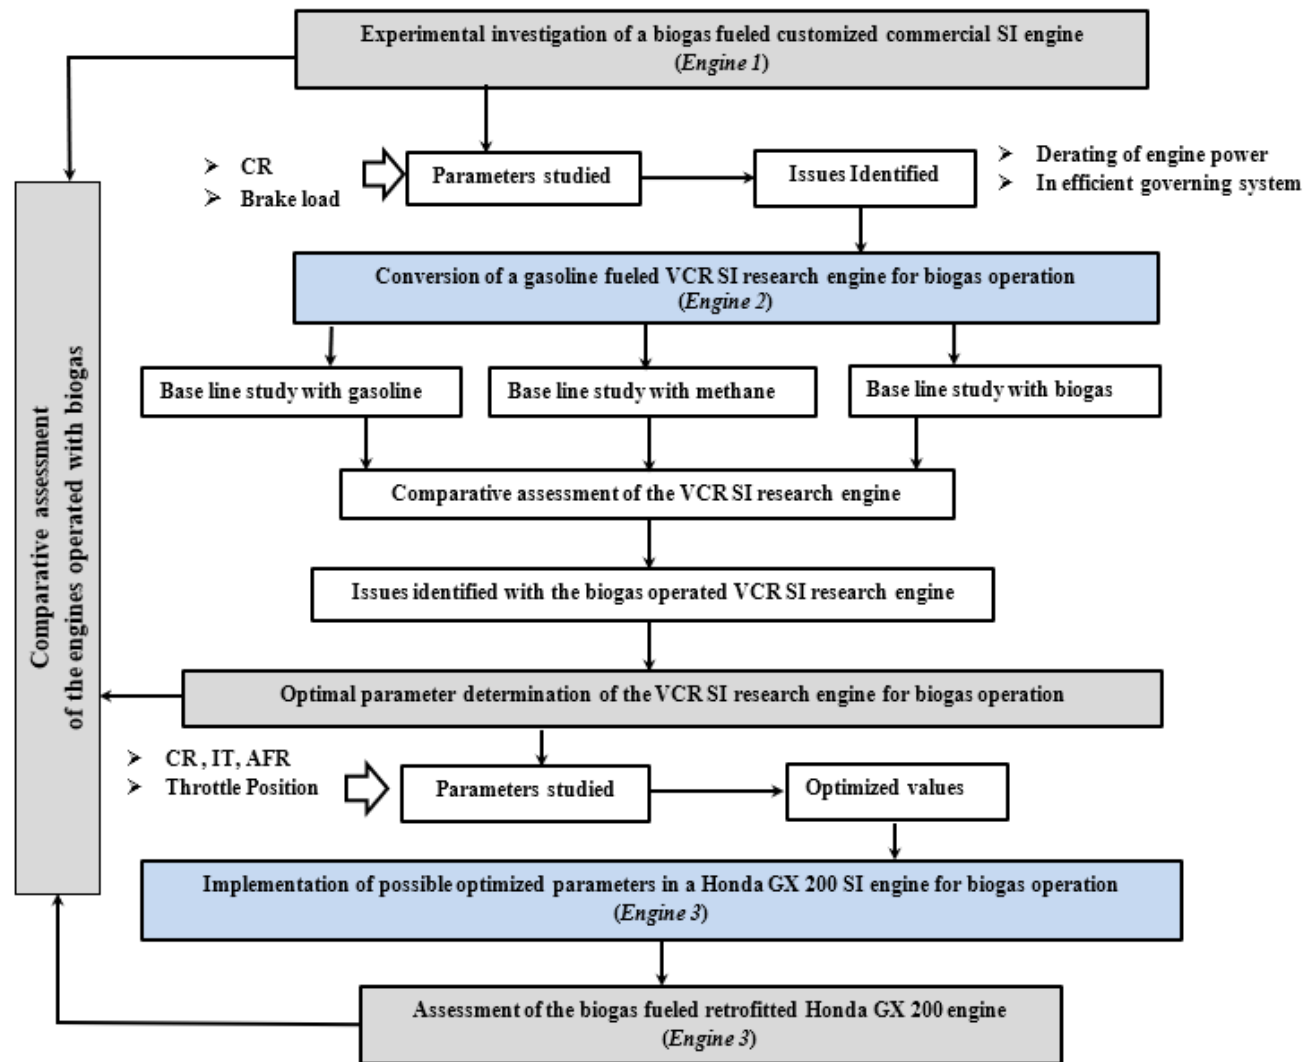 Experimental investigation of a biogas fueled customized commercial SI engine
(Engine 1)
➢ CR
➢ Brake load
Parameters studied
Issues Identified
➢ Derating of engine power
➢ In efficient governing system
Conversion of a gasoline fueled VCR SI research engine for biogas operation
(Engine 2)
Base line study with gasoline
Base line study with methane
Base line study with biogas
Comparative assessment of the VCR SI research engine
Issues identified with the biogas operated VCR SI research engine
Comparative assessment
of the engines operated with biogas
Optimal parameter determination of the VCR SI research engine for biogas operation
➢ CR , IT, AFR
➢ Throttle Position
Parameters studied
Optimized values
Implementation of possible optimized parameters in a Honda GX 200 SI engine for biogas operation
(Engine 3)
Assessment of the biogas fueled retrofitted Honda GX 200 engine
(Engine 3)